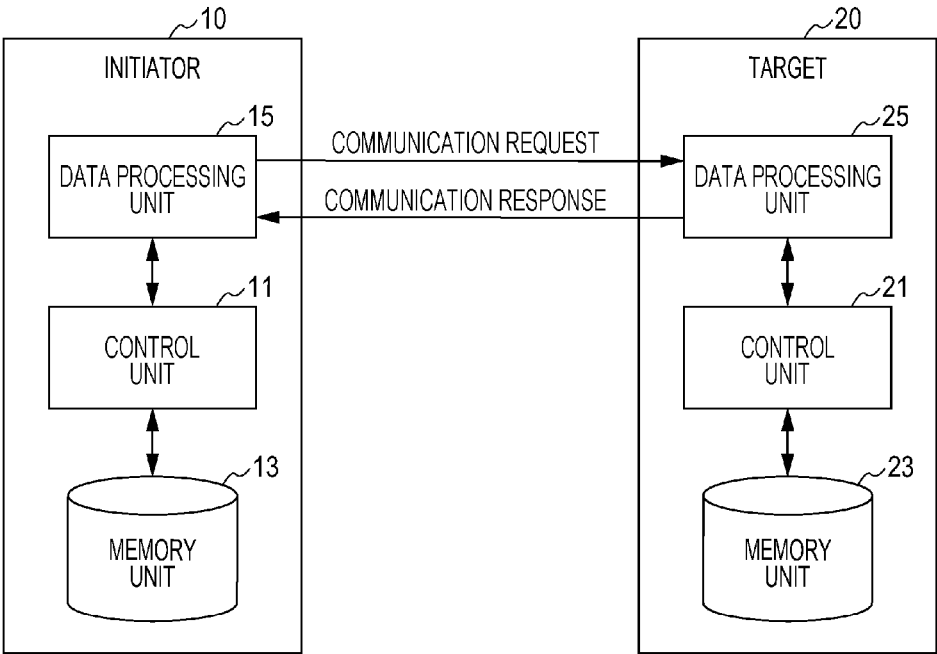 10
20
INITIATOR
TARGET
15
25
DATA PROCESSING
UNIT
COMMUNICATION REQUEST
COMMUNICATION RESPONSE
DATA PROCESSING
UNIT
11
21
CONTROL
UNIT
CONTROL
UNIT
13
23
MEMORY
UNIT
MEMORY
UNIT